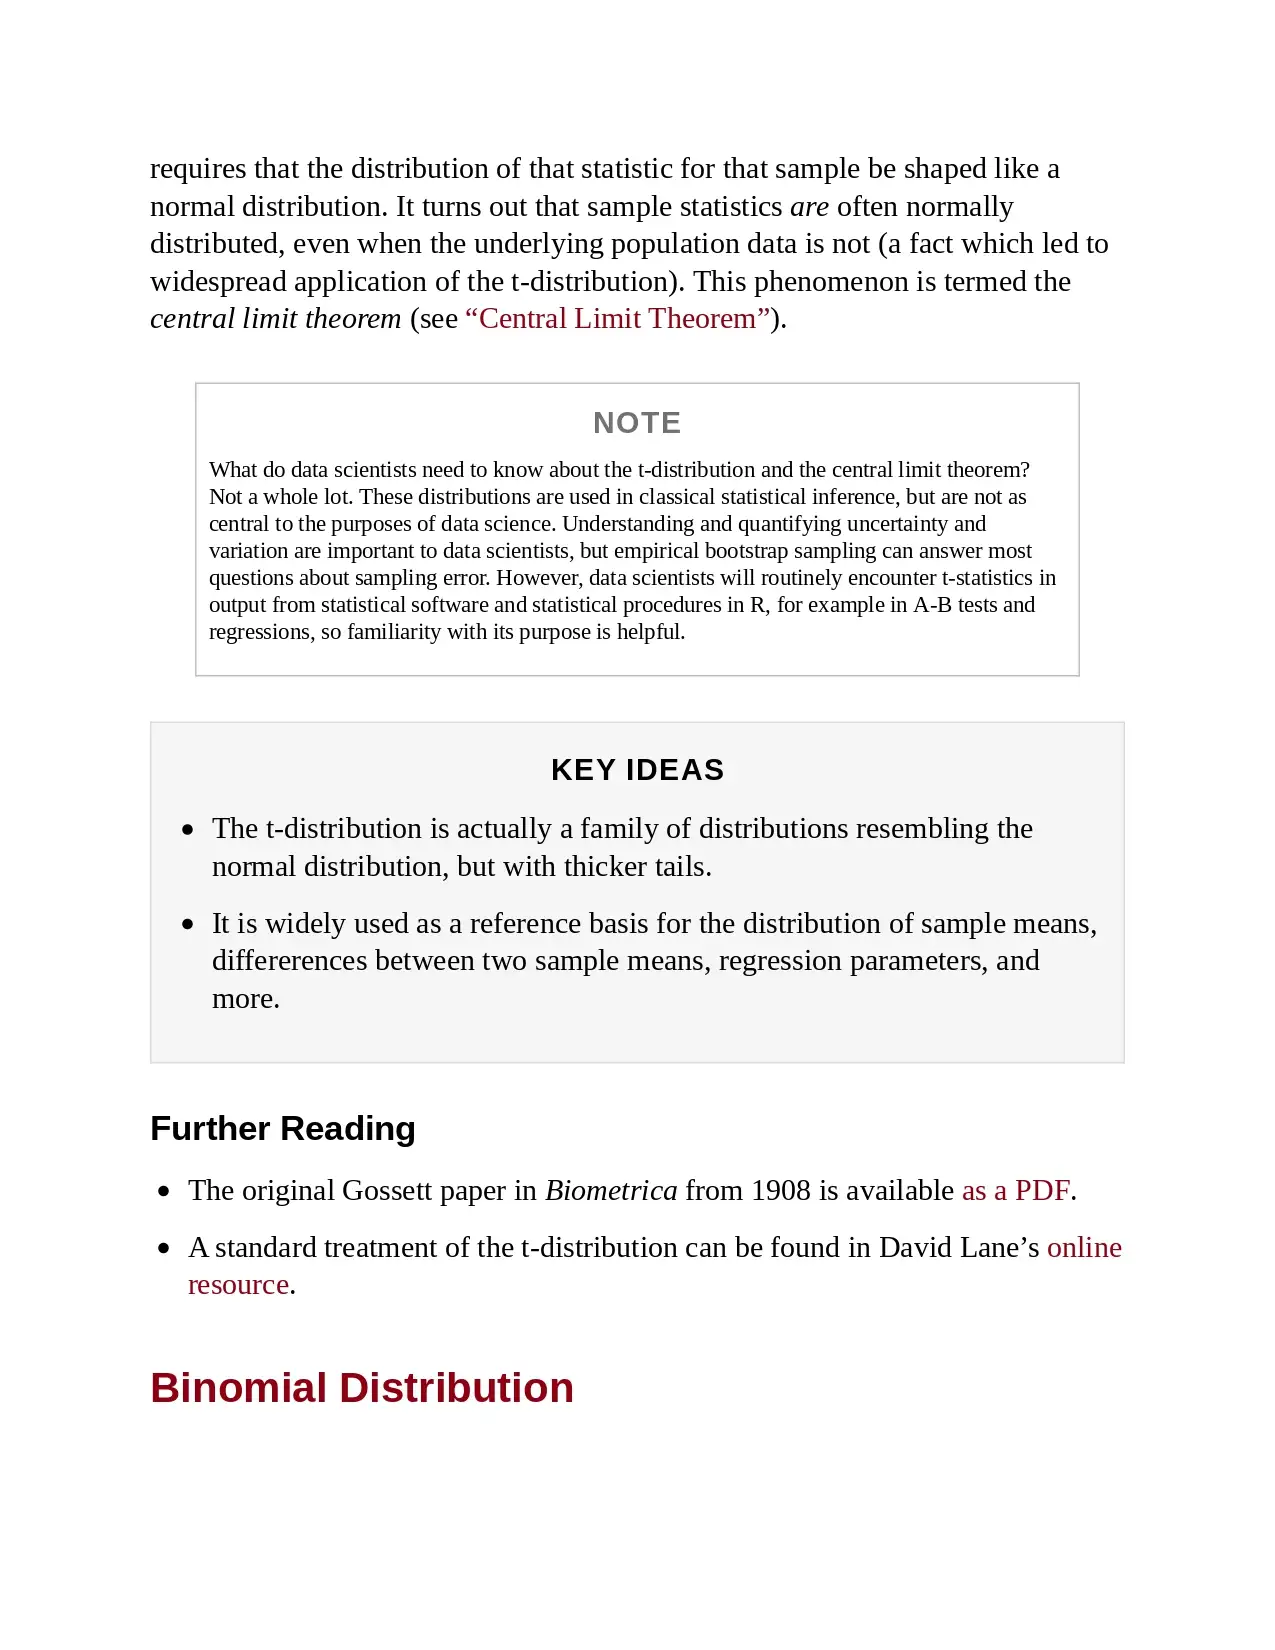 requires that the distribution of that statistic for that sample be shaped like a
normal distribution. It turns out that sample statistics are often normally
distributed, even when the underlying population data is not (a fact which led to
widespread application of the t-distribution). This phenomenon is termed the
central limit theorem (see “Central Limit Theorem”).
NOTE
What do data scientists need to know about the t-distribution and the central limit theorem?
Not a whole lot. These distributions are used in classical statistical inference, but are not as
central to the purposes of data science. Understanding and quantifying uncertainty and
variation are important to data scientists, but empirical bootstrap sampling can answer most
questions about sampling error. However, data scientists will routinely encounter t-statistics in
output from statistical software and statistical procedures in R, for example in A-B tests and
regressions, so familiarity with its purpose is helpful.
KEY IDEAS
• The t-distribution is actually a family of distributions resembling the
normal distribution, but with thicker tails.
• It is widely used as a reference basis for the distribution of sample means,
differerences between two sample means, regression parameters, and
more.
Further Reading
• The original Gossett paper in Biometrica from 1908 is available as a PDF.
• A standard treatment of the t-distribution can be found in David Lane’s online
resource.
Binomial Distribution